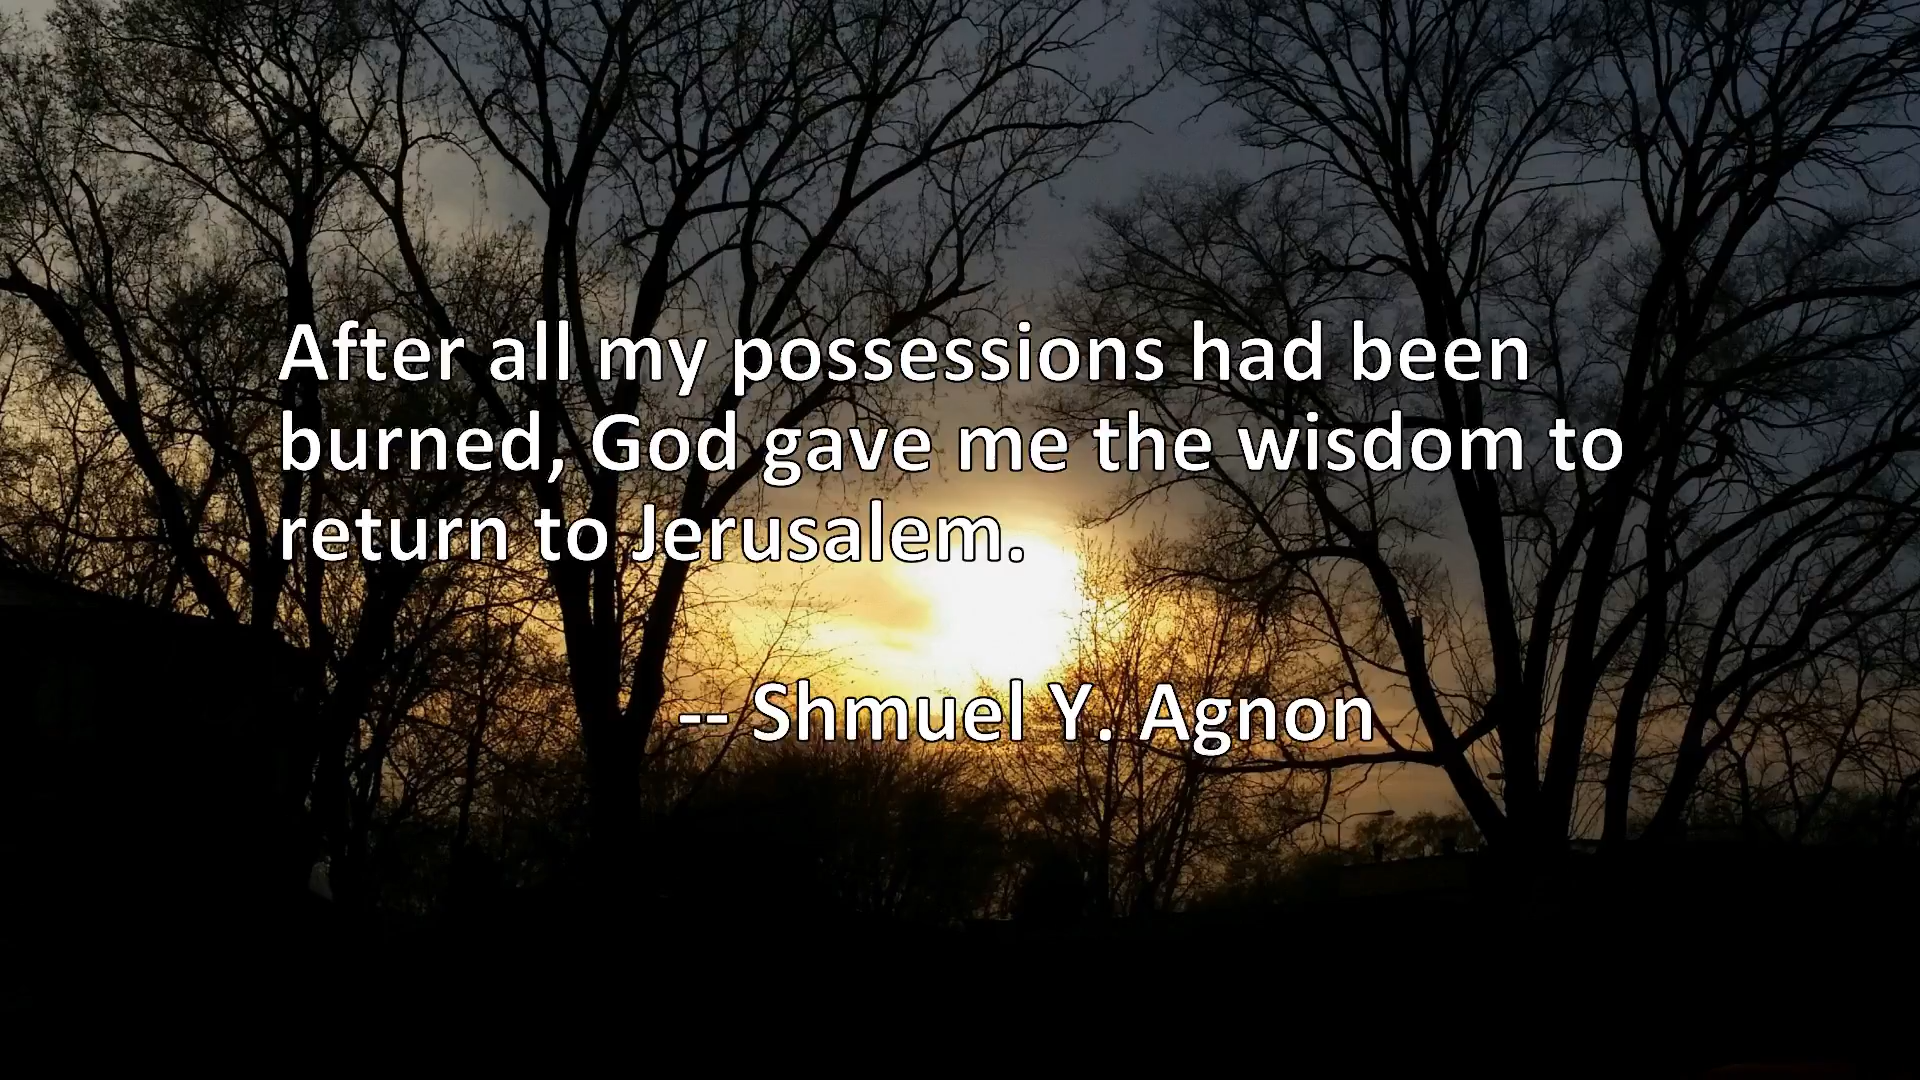 After all my possessions had been
burned, God gave me the wisdom to
return to Jerusalem.
-- Shmuel Y. Agnon